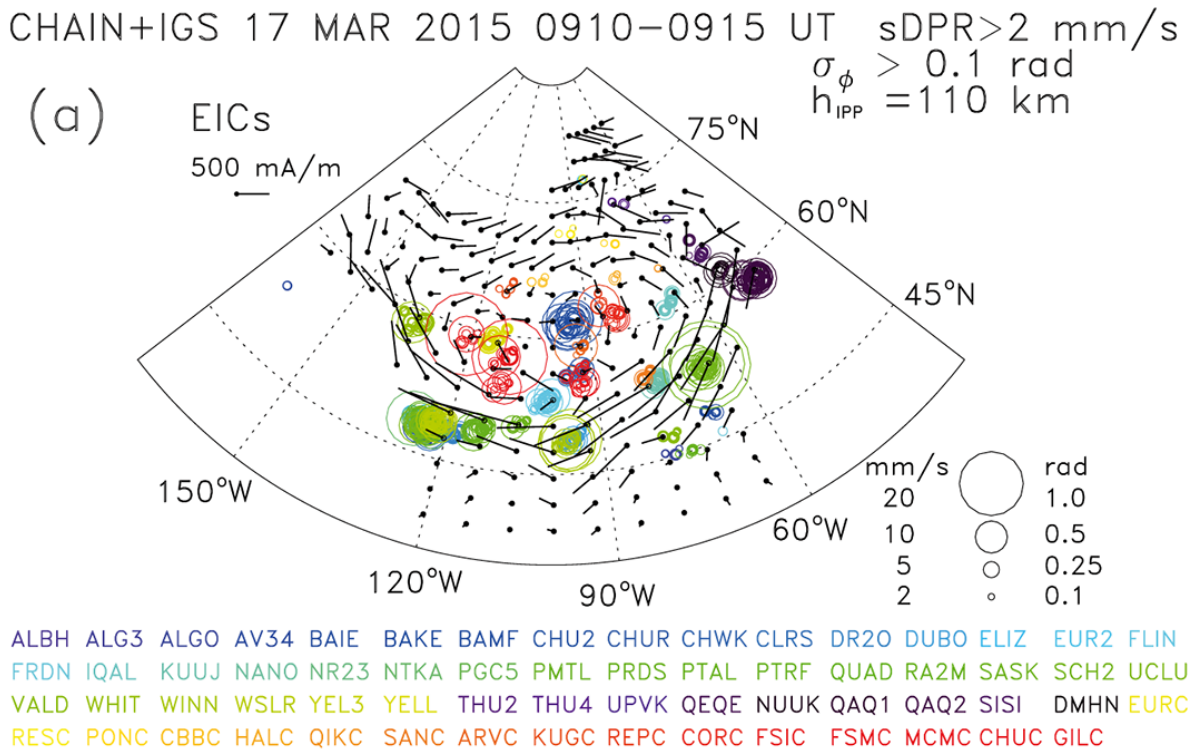 CHAIN+IGS 17 MAR 2015 0910–0915 UT sDPR>2 mm/s
σφ > 0.1 rad
hIPP =110 km
(a)
EICs
500 mA/m
75°N
60°N
45°N
150°W
120°W
90°W
60°W
mm/s rad
20 1.0
10 0.5
5 0.25
2 0.1
ALBH ALG3 ALGO AV34 BAIE BAKE BAMF CHU2 CHUR CHWK CLRS DR2O DUBO ELIZ EUR2 FLIN
FRDN IQAL KUUJ NANO NR23 NTKA PGC5 PMTL PRDS PTAL PTRF QUAD RA2M SASK SCH2 UCLU
VALD WHIT WINN WSLR YEL3 YELL THU2 THU4 UPVK QEQE NUUK QAQ1 QAQ2 SISI DMHN EURC
RESC PONC CBBC HALC QIKC SANC ARVC KUGC REPC CORC FSIC FSMC MCMC CHUC GILC